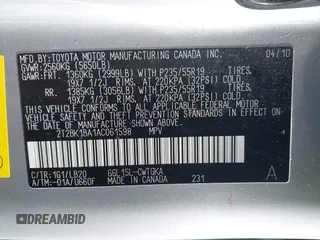 MFD. BY: TOYOTA MOTOR MANUFACTURING CANADA INC. 04/10
GVWR: 2560KG (5650LB)
GAWR:FRT. 1360KG (2999LB) WITH P235/55R19 TIRES,
19X7 1/2J RIMS, AT 220KPA (32PSI) COLD.
RR. 1385KG (3056LB) WITH P235/55R19 TIRES,
19X7 1/2J RIMS, AT 220KPA (32PSI) COLD.
THIS VEHICLE CONFORMS TO ALL APPLICABLE FEDERAL MOTOR
VEHICLE SAFETY AND THEFT PREVENTION STANDARDS IN EFFECT
ON THE DATE OF MANUFACTURE SHOWN ABOVE.
2T2BK1BA1AC061598 MPV
C/TR:1G1/LB20 GGL15L-CWTGKA
A/TM:-01A/U660F MADE IN CANADA 231 A